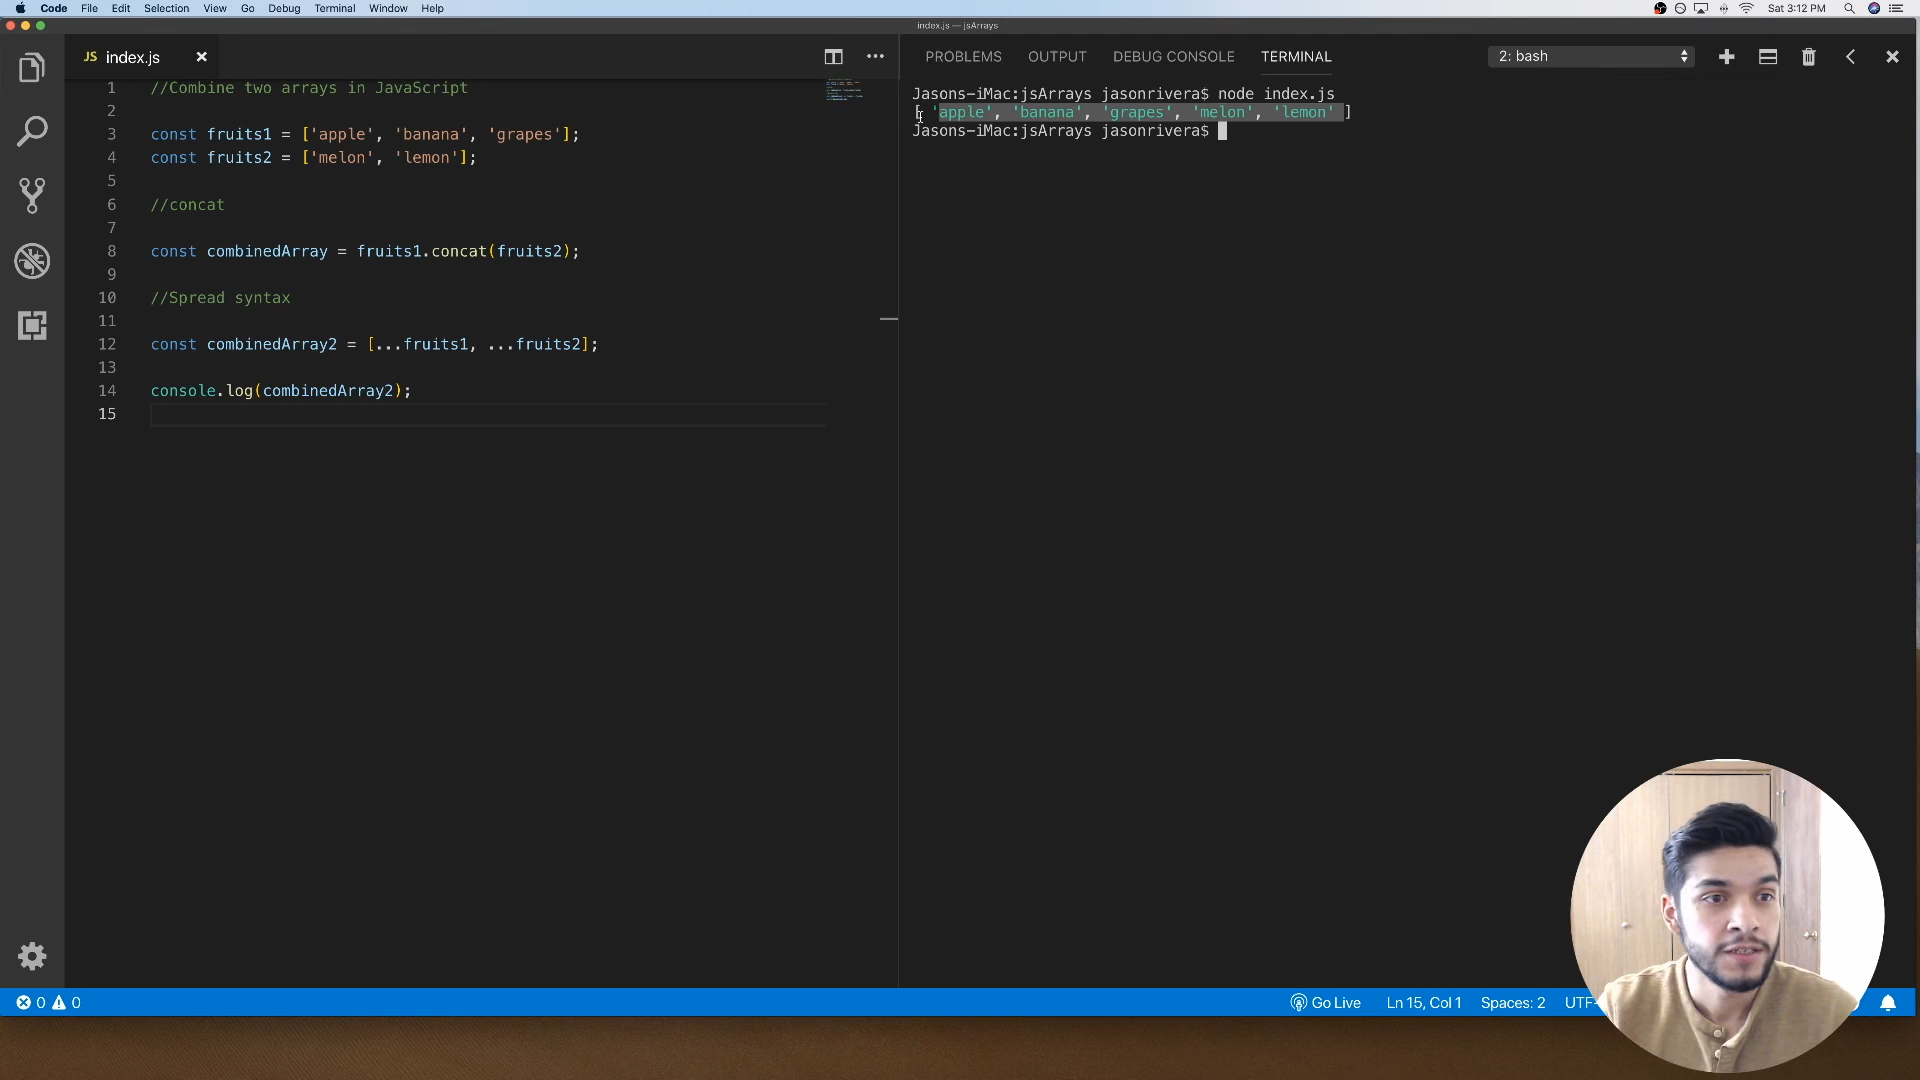 Code File Edit Selection View Go Debug Terminal Window Help
Sat 3:12 PM
index.js — jsArrays
JS index.js
PROBLEMS OUTPUT DEBUG CONSOLE TERMINAL
2: bash
1 //Combine two arrays in JavaScript
2
3 const fruits1 = ['apple', 'banana', 'grapes'];
4 const fruits2 = ['melon', 'lemon'];
5
6 //concat
7
8 const combinedArray = fruits1.concat(fruits2);
9
10 //Spread syntax
11
12 const combinedArray2 = [...fruits1, ...fruits2];
13
14 console.log(combinedArray2);
15
Jasons-iMac:jsArrays jasonrivera$ node index.js
[ 'apple', 'banana', 'grapes', 'melon', 'lemon' ]
Jasons-iMac:jsArrays jasonrivera$
0 0
Go Live Ln 15, Col 1 Spaces: 2 UTF-